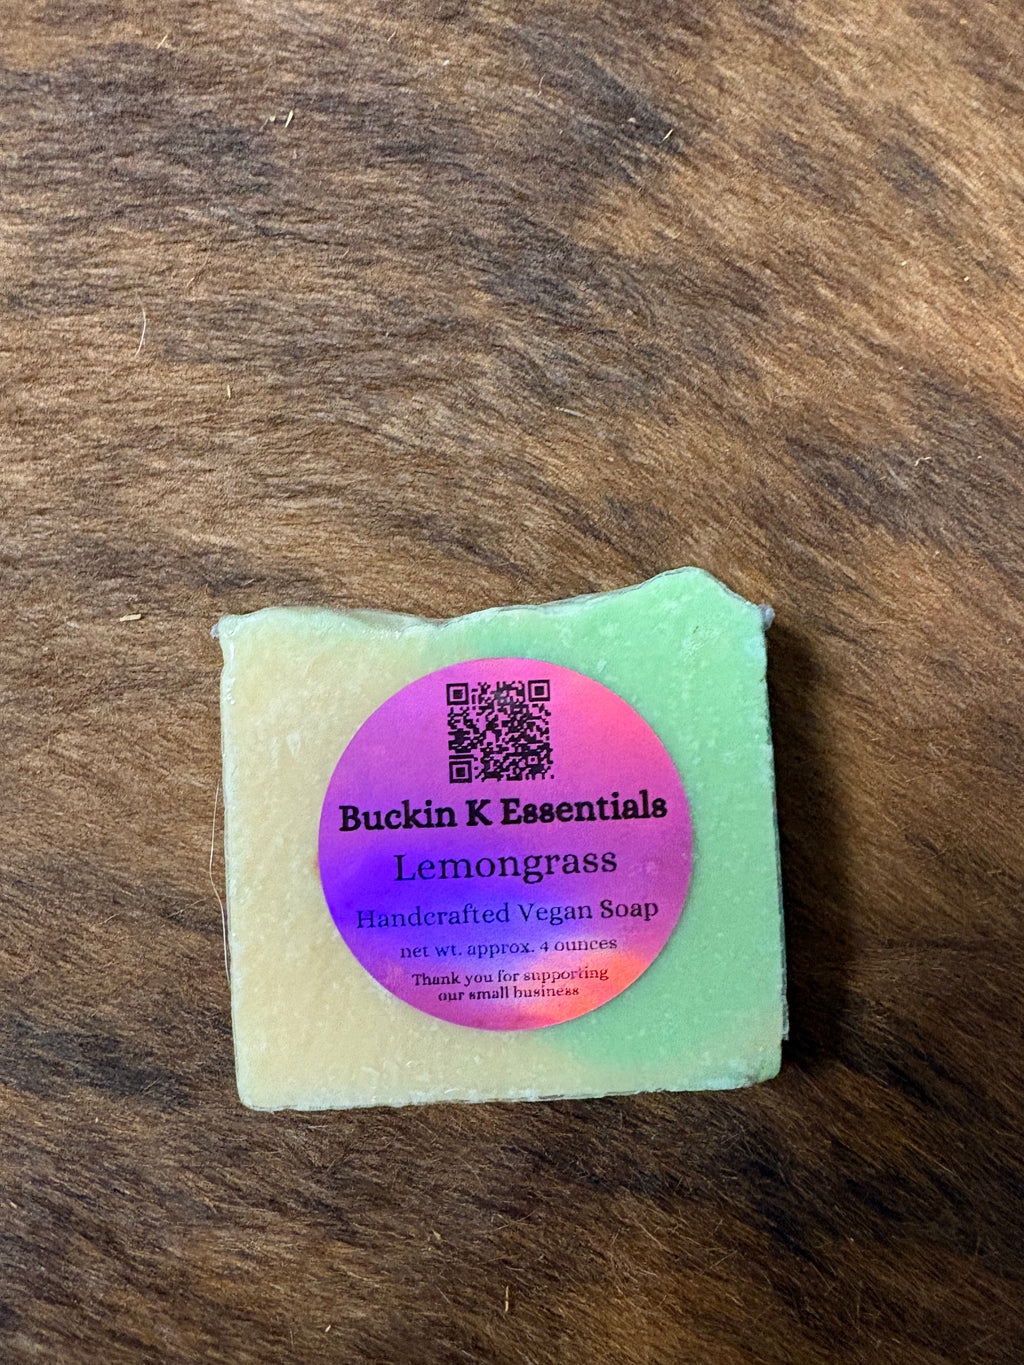 Buckin K Essentials
Lemongrass
Handcrafted Vegan Soap
net wt. approx. 4 ounces
Thank you for supporting
our small business